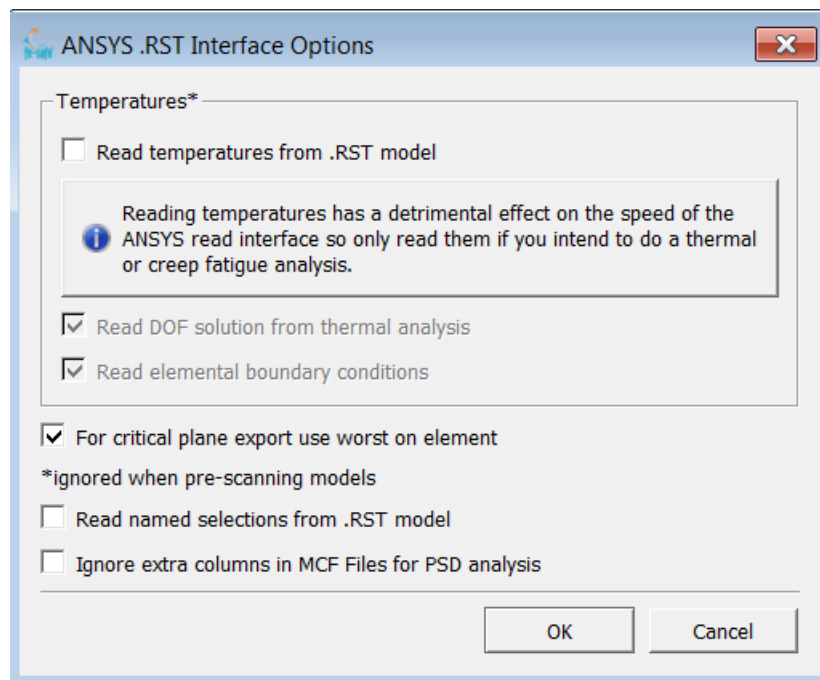 ANSYS .RST Interface Options
Temperatures*
Read temperatures from .RST model
Reading temperatures has a detrimental effect on the speed of the
ANSYS read interface so only read them if you intend to do a thermal
or creep fatigue analysis.
Read DOF solution from thermal analysis
Read elemental boundary conditions
For critical plane export use worst on element
*ignored when pre-scanning models
Read named selections from .RST model
Ignore extra columns in MCF Files for PSD analysis
OK
Cancel